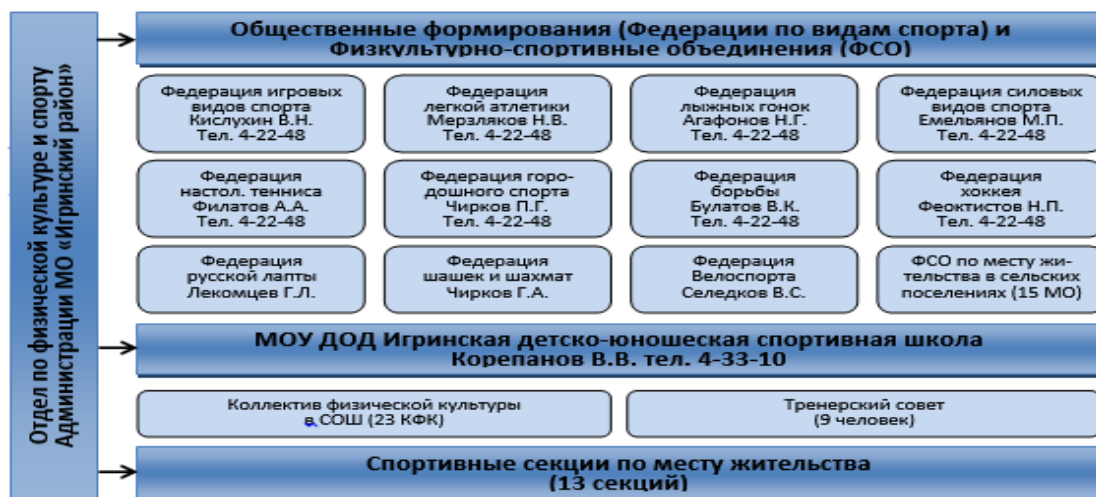 Отдел по физической культуре и спорту
Администрации МО «Игринский район»
Общественные формирования (Федерации по видам спорта) и
Физкультурно-спортивные объединения (ФСО)
Федерация игровых
видов спорта
Кислухин В.Н.
Тел. 4-22-48
Федерация
легкой атлетики
Мерзляков Н.В.
Тел. 4-22-48
Федерация
лыжных гонок
Агафонов Н.Г.
Тел. 4-22-48
Федерация силовых
видов спорта
Емельянов М.П.
Тел. 4-22-48
Федерация
настол. тенниса
Филатов А.А.
Тел. 4-22-48
Федерация горо-
дошного спорта
Чирков П.Г.
Тел. 4-22-48
Федерация
борьбы
Булатов В.К.
Тел. 4-22-48
Федерация
хоккея
Феоктистов Н.П.
Тел. 4-22-48
Федерация
русской лапты
Лекомцев Г.Л.
Федерация
шашек и шахмат
Чирков Г.А.
Федерация
Велоспорта
Селедков В.С.
ФСО по месту жи-
тельства в сельских
поселениях (15 МО)
МОУ ДОД Игринская детско-юношеская спортивная школа
Корепанов В.В. тел. 4-33-10
Коллектив физической культуры
в СОШ (23 КФК)
Тренерский совет
(9 человек)
Спортивные секции по месту жительства
(13 секций)